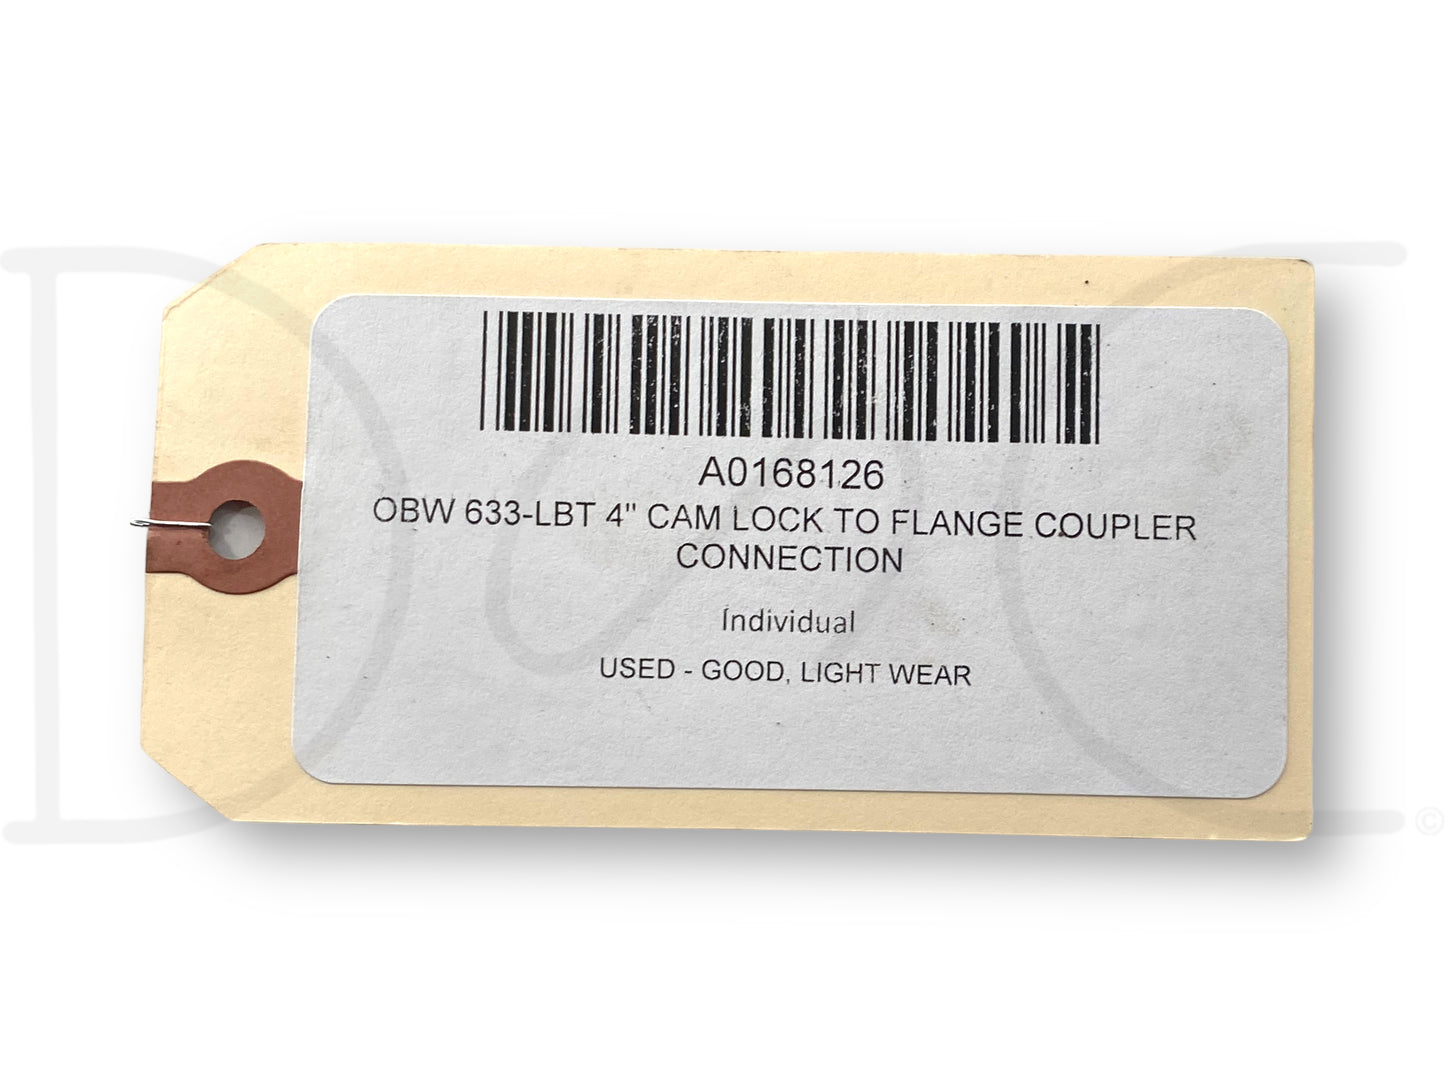 A0168126
OBW 633-LBT 4" CAM LOCK TO FLANGE COUPLER
CONNECTION
Individual
USED - GOOD, LIGHT WEAR
D & C ©